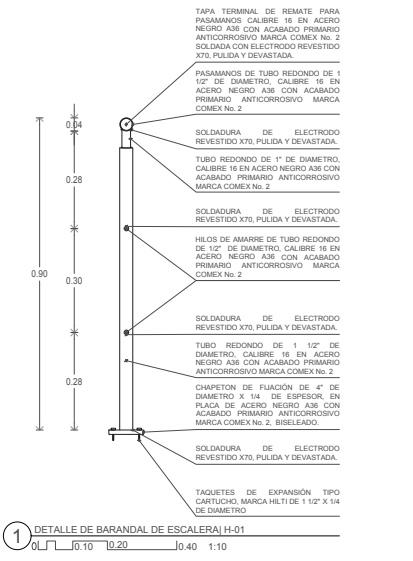 TAPA TERMINAL DE REMATE PARA
PASAMANOS CALIBRE 16 EN ACERO
NEGRO A36 CON ACABADO PRIMARIO
ANTICORROSIVO MARCA COMEX No. 2
SOLDADA CON ELECTRODO REVESTIDO
X70, PULIDA Y DEVASTADA.
PASAMANOS DE TUBO REDONDO DE 1
1/2" DE DIAMETRO, CALIBRE 16 EN
ACERO NEGRO A36 CON ACABADO
PRIMARIO ANTICORROSIVO MARCA
COMEX No. 2
SOLDADURA DE ELECTRODO
REVESTIDO X70, PULIDA Y DEVASTADA.
TUBO REDONDO DE 1" DE DIAMETRO,
CALIBRE 16 EN ACERO NEGRO A36 CON
ACABADO PRIMARIO ANTICORROSIVO
MARCA COMEX No. 2
SOLDADURA DE ELECTRODO
REVESTIDO X70, PULIDA Y DEVASTADA.
HILOS DE AMARRE DE TUBO REDONDO
DE 1/2" DE DIAMETRO, CALIBRE 16 EN
ACERO NEGRO A36 CON ACABADO
PRIMARIO ANTICORROSIVO MARCA
COMEX No. 2
SOLDADURA DE ELECTRODO
REVESTIDO X70, PULIDA Y DEVASTADA.
TUBO REDONDO DE 1 1/2" DE
DIAMETRO, CALIBRE 16 EN ACERO
NEGRO A36 CON ACABADO PRIMARIO
ANTICORROSIVO MARCA COMEX No. 2
CHAPETON DE FIJACIÓN DE 4" DE
DIAMETRO X 1/4 DE ESPESOR, EN
PLACA DE ACERO NEGRO A36 CON
ACABADO PRIMARIO ANTICORROSIVO
MARCA COMEX No. 2, BISELEADO.
SOLDADURA DE ELECTRODO
REVESTIDO X70, PULIDA Y DEVASTADA.
TAQUETES DE EXPANSIÓN TIPO
CARTUCHO, MARCA HILTI DE 1 1/2" X 1/4
DE DIAMETRO
0.04
0.28
0.90
0.30
0.28
1 DETALLE DE BARANDAL DE ESCALERA| H-01
0 0.10 0.20 0.40 1:10